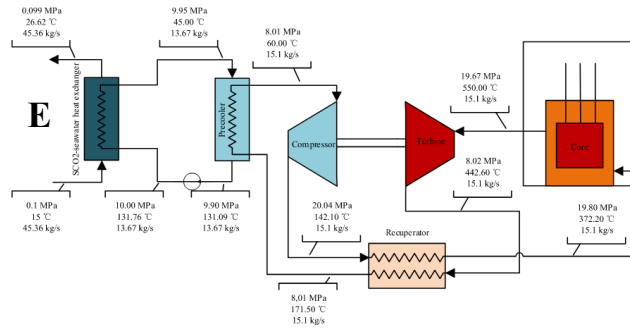 0.099 MPa
26.62 ℃
45.36 kg/s
9.95 MPa
45.00 ℃
13.67 kg/s
8.01 MPa
60.00 ℃
15.1 kg/s
19.67 MPa
550.00 ℃
15.1 kg/s
SCO2-seawater heat exchanger
E
Precooler
Compressor
Turbine
Core
8.02 MPa
442.60 ℃
15.1 kg/s
0.1 MPa
15 ℃
45.36 kg/s
10.00 MPa
131.76 ℃
13.67 kg/s
9.90 MPa
131.09 ℃
13.67 kg/s
20.04 MPa
142.10 ℃
15.1 kg/s
Recuperator
19.80 MPa
372.20 ℃
15.1 kg/s
8,01 MPa
171.50 ℃
15.1 kg/s